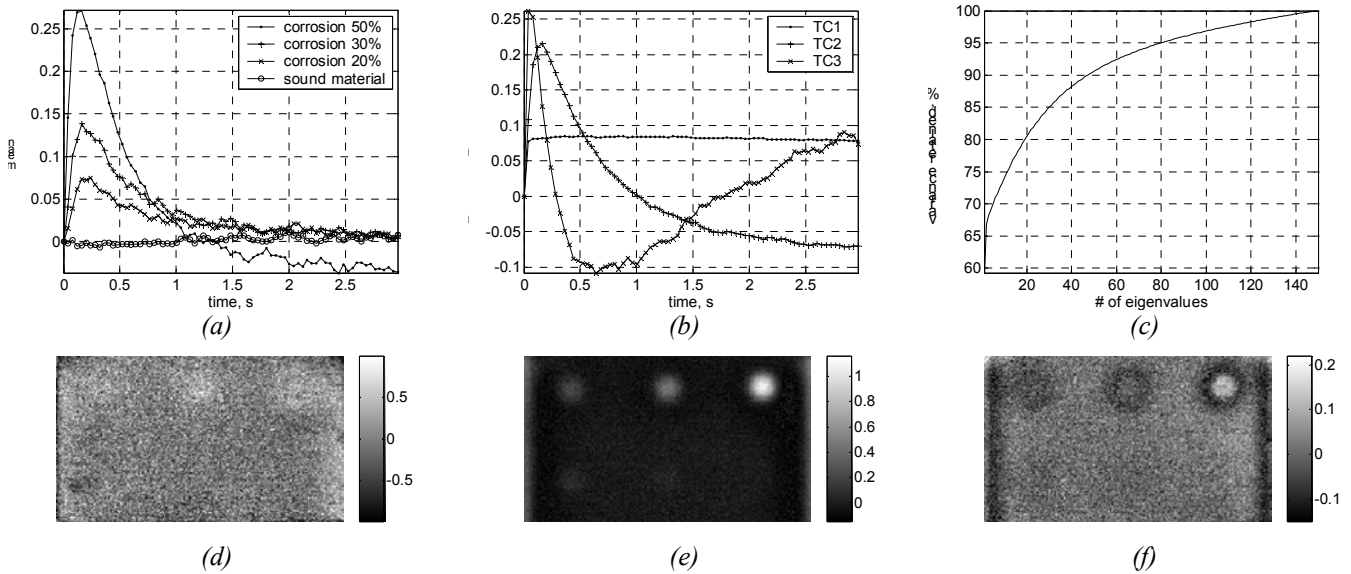 0.25
0.2
0.15
0.1
0.05
0
0 0.5 1 1.5 2 2.5
time, s
corrosion 50%
corrosion 30%
corrosion 20%
sound material
(a)
0.25
0.2
0.15
0.1
0.05
0
-0.05
-0.1
0 0.5 1 1.5 2 2.5
time, s
TC1
TC2
TC3
(b)
100
95
90
85
80
75
70
65
60
20 40 60 80 100 120 140
# of eigenvalues
(c)
0.5
0
-0.5
(d)
1
0.8
0.6
0.4
0.2
0
(e)
0.2
0.1
0
-0.1
(f)